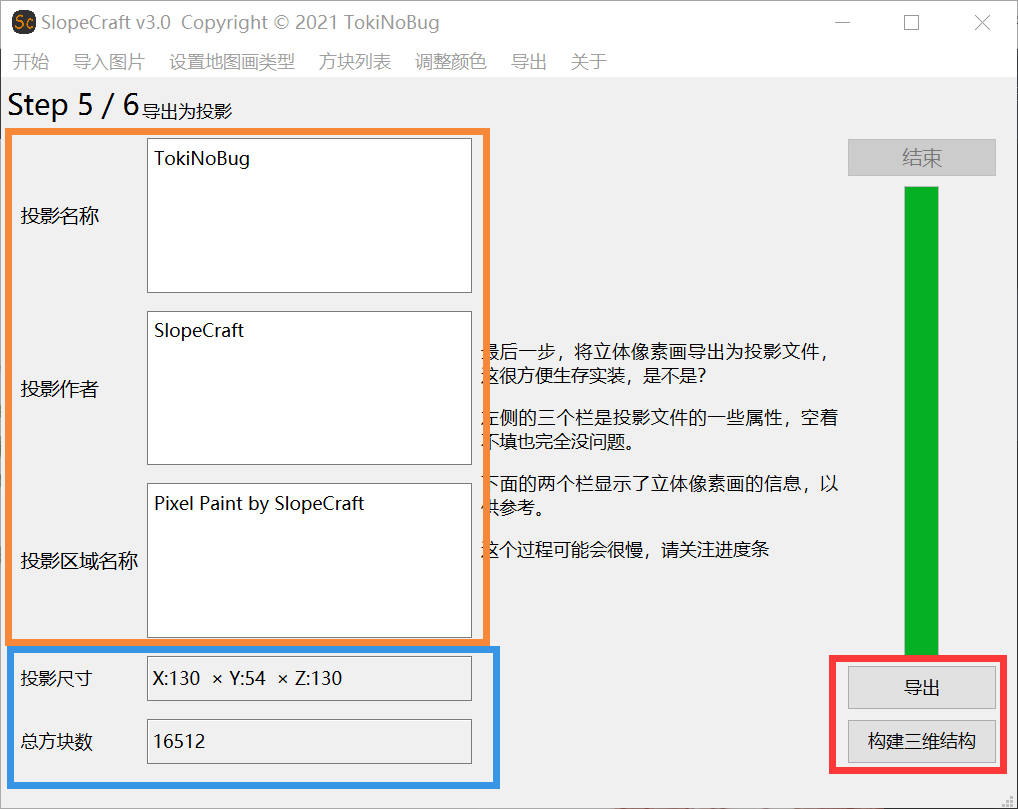 SlopeCraft v3.0 Copyright © 2021 TokiNoBug
开始 导入图片 设置地图画类型 方块列表 调整颜色 导出 关于
Step 5 / 6 导出为投影
投影名称
TokiNoBug
投影作者
SlopeCraft
投影区域名称
Pixel Paint by SlopeCraft
投影尺寸
X:130 × Y:54 × Z:130
总方块数
16512
最后一步，将立体像素画导出为投影文件，
这很方便生存实装，是不是？
左侧的三个栏是投影文件的一些属性，空着
不填也完全没问题。
下面的两个栏显示了立体像素画的信息，以
供参考。
这个过程可能会很慢，请关注进度条
结束
导出
构建三维结构